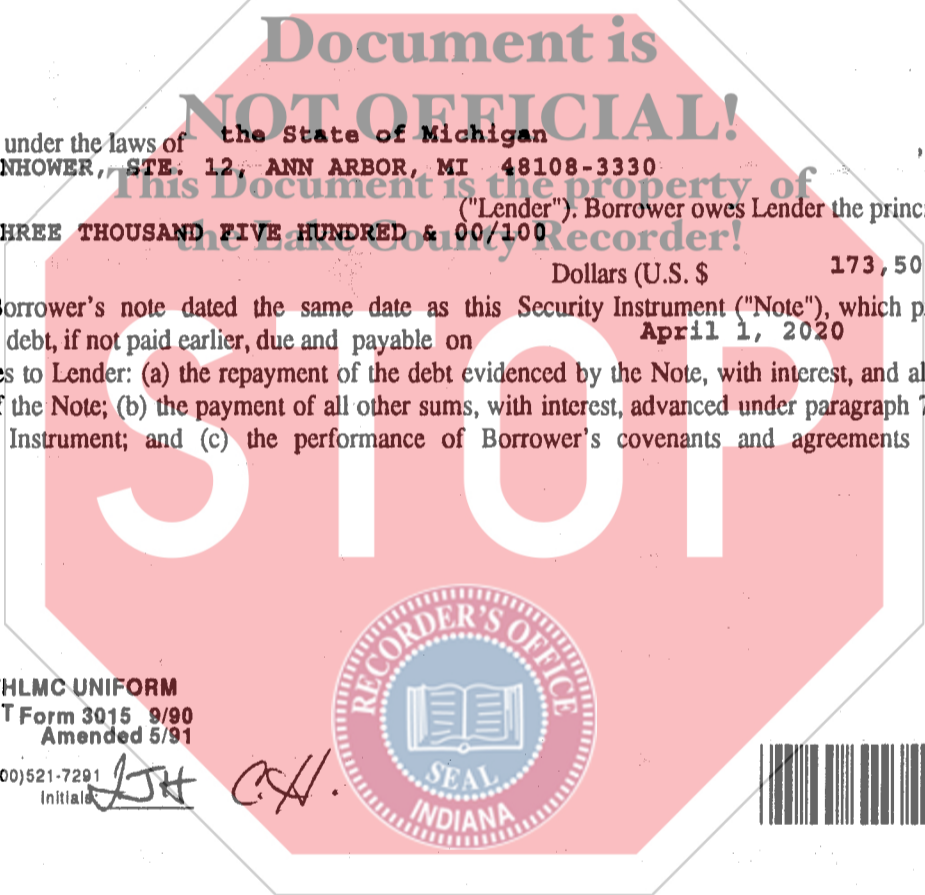 Document is
NOT OFFICIAL!
under the laws of the State of Michigan
NHOWER, STE. 12, ANN ARBOR, MI 48108-3330 ,
This Document is the property of
("Lender"). Borrower owes Lender the princ
HREE THOUSAND FIVE HUNDRED & 00/100
the Lake County Recorder!
Dollars (U.S. $ 173,50
orrower's note dated the same date as this Security Instrument ("Note"), which p
debt, if not paid earlier, due and payable on April 1, 2020
s to Lender: (a) the repayment of the debt evidenced by the Note, with interest, and al
f the Note; (b) the payment of all other sums, with interest, advanced under paragraph 7
Instrument; and (c) the performance of Borrower's covenants and agreements
STOP
HLMC UNIFORM
T Form 3015 9/90
Amended 5/91
00)521-7291
Initials JJH C.H.
RECORDER'S OFFICE
SEAL
INDIANA